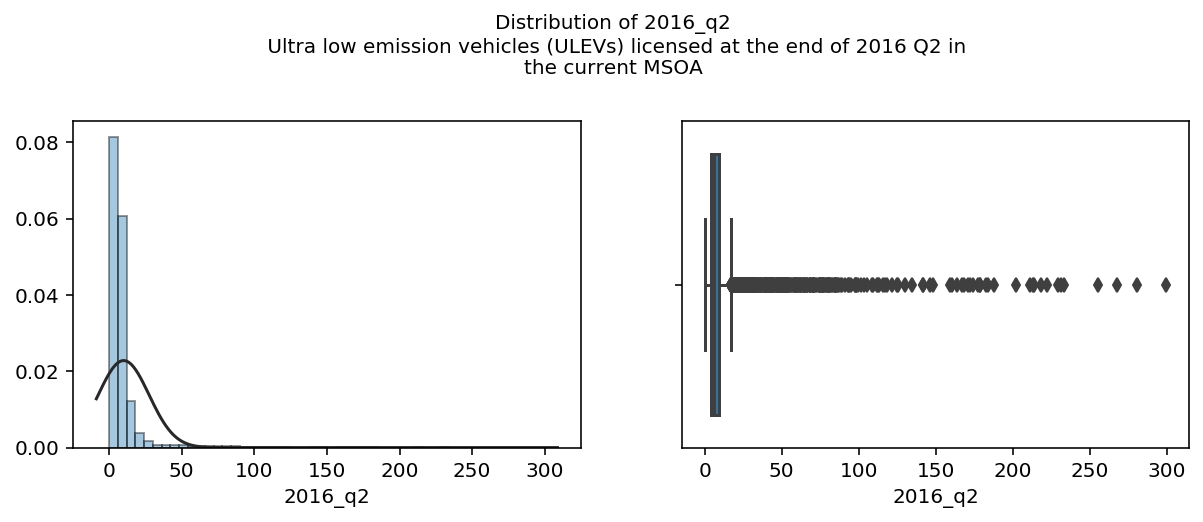 Distribution of 2016_q2
Ultra low emission vehicles (ULEVs) licensed at the end of 2016 Q2 in
the current MSOA
0.08
0.06
0.04
0.02
0.00
0 50 100 150 200 250 300
2016_q2
0 50 100 150 200 250 300
2016_q2